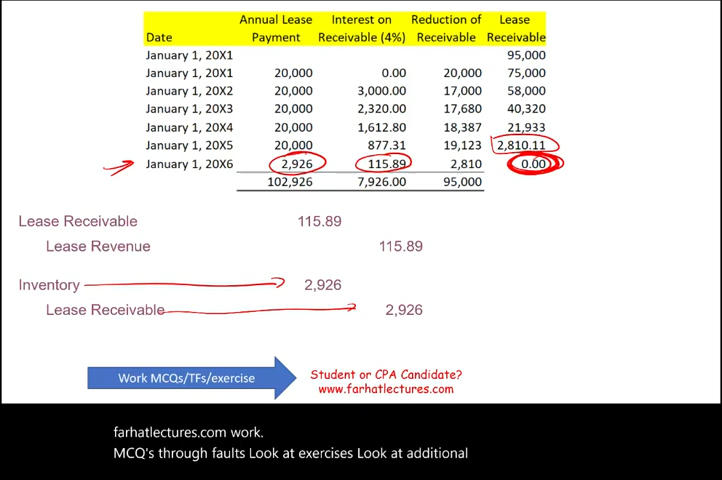 Annual Lease Interest on Reduction of Lease
Date Payment Receivable (4%) Receivable Receivable
January 1, 20X1 95,000
January 1, 20X1 20,000 0.00 20,000 75,000
January 1, 20X2 20,000 3,000.00 17,000 58,000
January 1, 20X3 20,000 2,320.00 17,680 40,320
January 1, 20X4 20,000 1,612.80 18,387 21,933
January 1, 20X5 20,000 877.31 19,123 2,810.11
January 1, 20X6 2,926 115.89 2,810 0.00
102,926 7,926.00 95,000
Lease Receivable 115.89
Lease Revenue 115.89
Inventory 2,926
Lease Receivable 2,926
Work MCQs/TFs/exercise
Student or CPA Candidate?
www.farhatlectures.com
farhatlectures.com work.
MCQ's through faults Look at exercises Look at additional